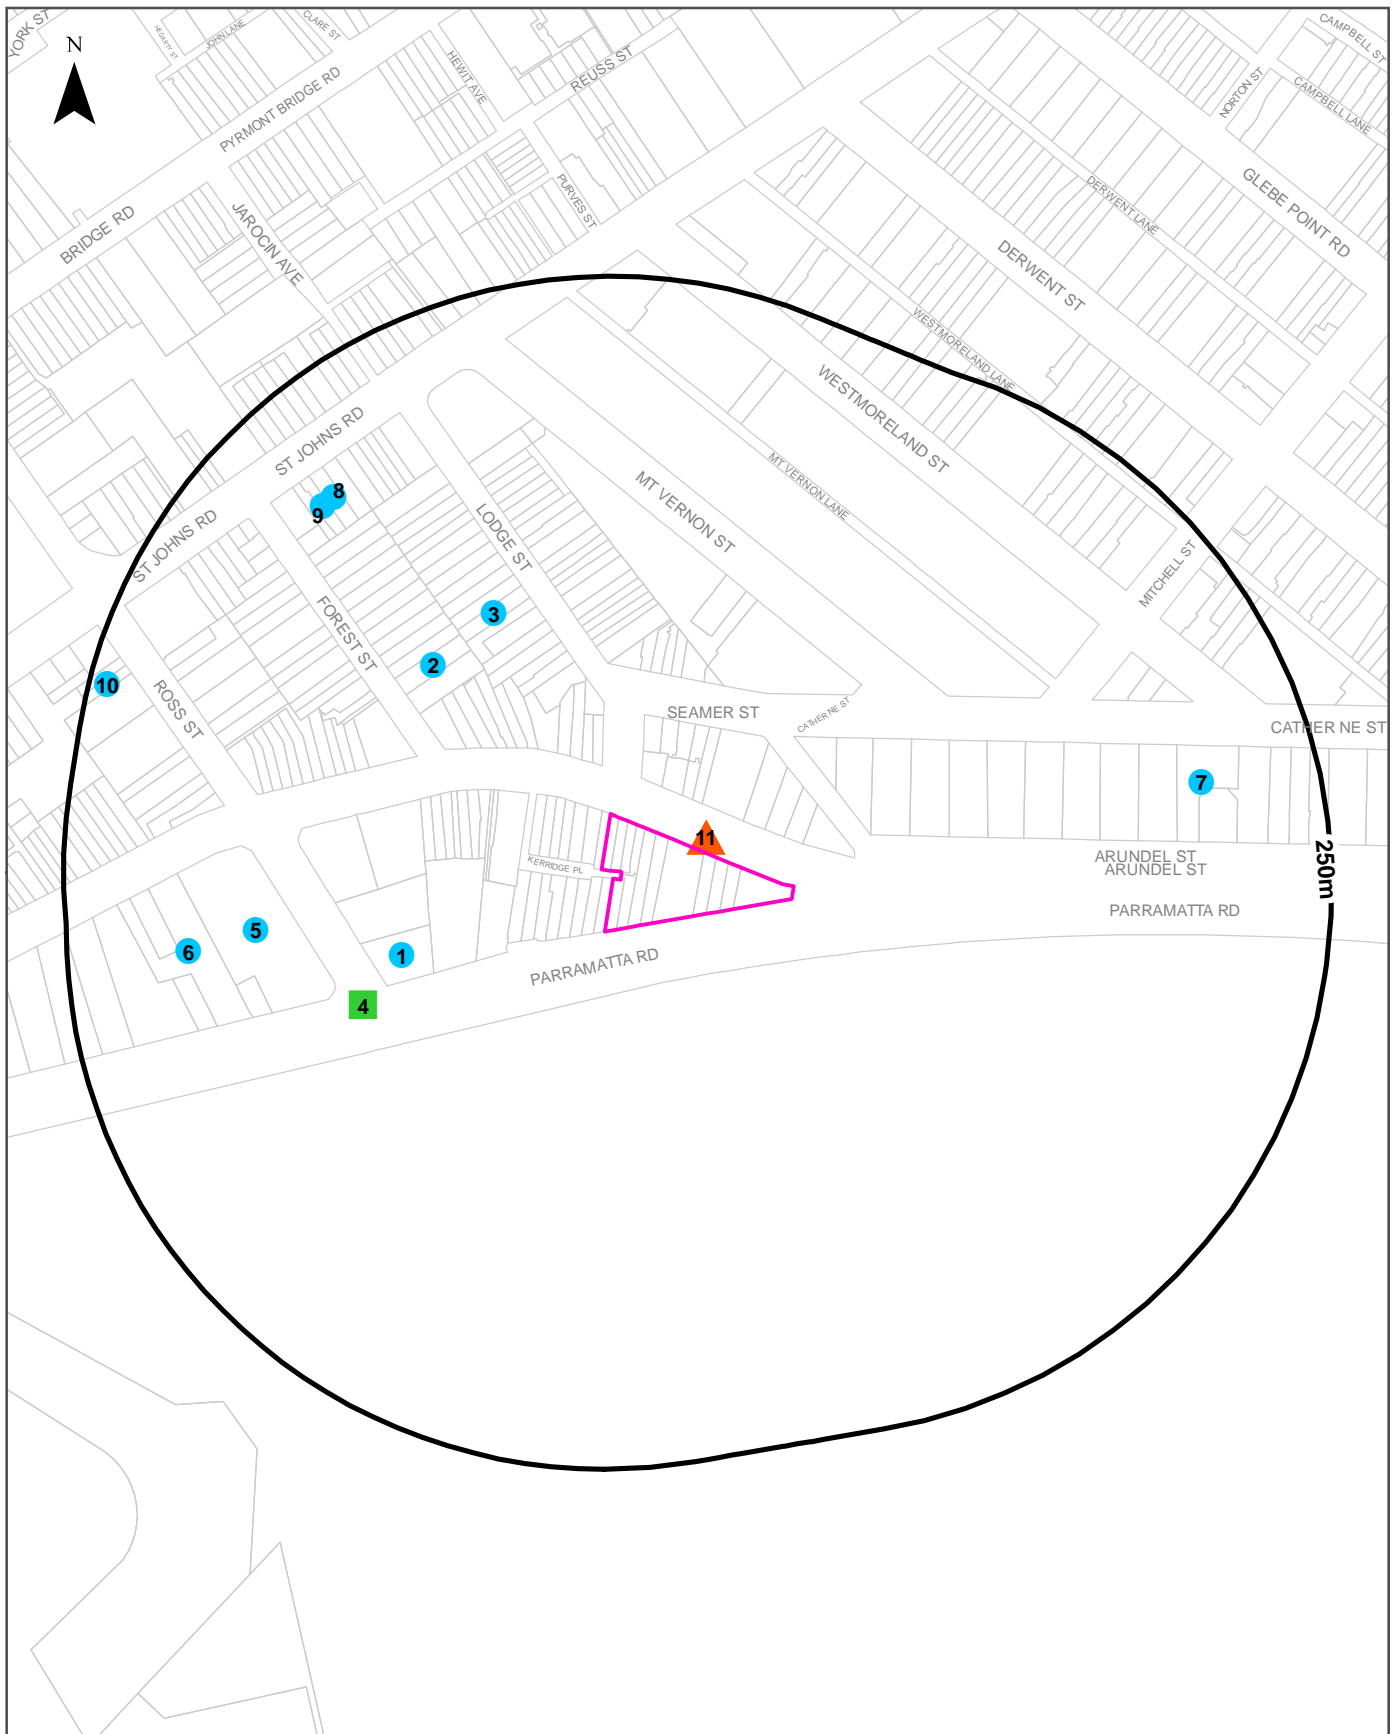 YORK ST
HEGARY ST
JOHN LANE
CLARE ST
CAMPBELL ST
N
HEWIT AVE
REUSS ST
NORTON ST
CAMPBELL LANE
PYRMONT BRIDGE RD
PURVES ST
DERWENT LANE
GLEBE POINT RD
BRIDGE RD
JAROCIN AVE
DERWENT ST
WESTMORELAND LANE
WESTMORELAND ST
ST JOHNS RD
MT VERNON LANE
8
9
MT VERNON ST
LODGE ST
ST JOHNS RD
MITCHELL ST
3
FOREST ST
2
10
ROSS ST
SEAMER ST
CATHER NE ST
CATHER NE ST
7
11
KERRIDGE PL
ARUNDEL ST
ARUNDEL ST
250m
PARRAMATTA RD
5
6
1
PARRAMATTA RD
4